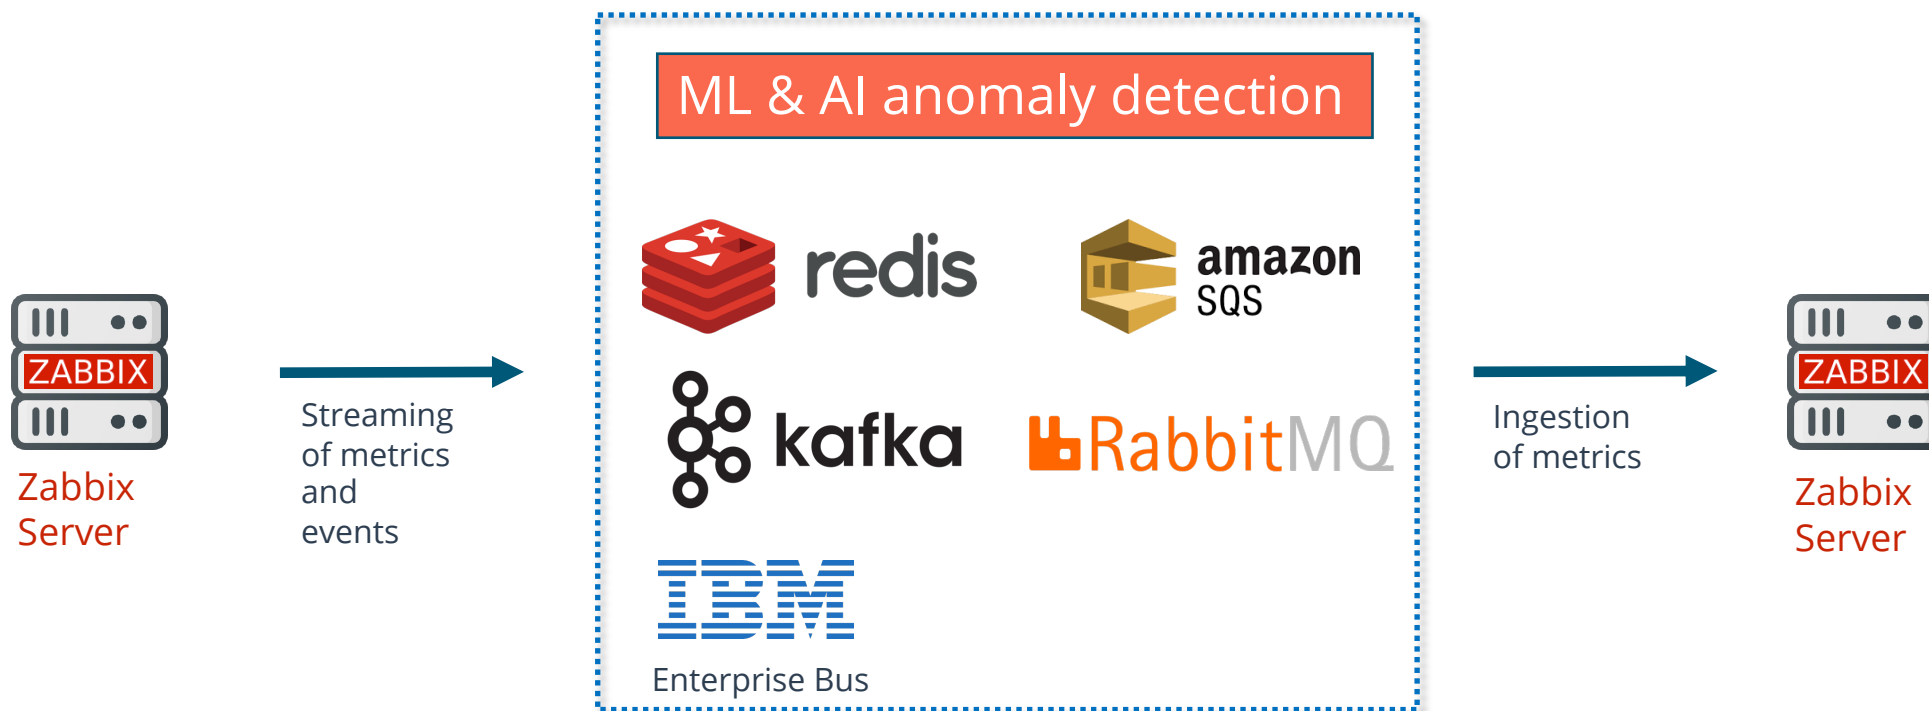 ML & AI anomaly detection
redis
amazon
SQS
ZABBIX
Zabbix
Server
Streaming
of metrics
and
events
kafka
RabbitMQ
Ingestion
of metrics
ZABBIX
Zabbix
Server
IBM
Enterprise Bus